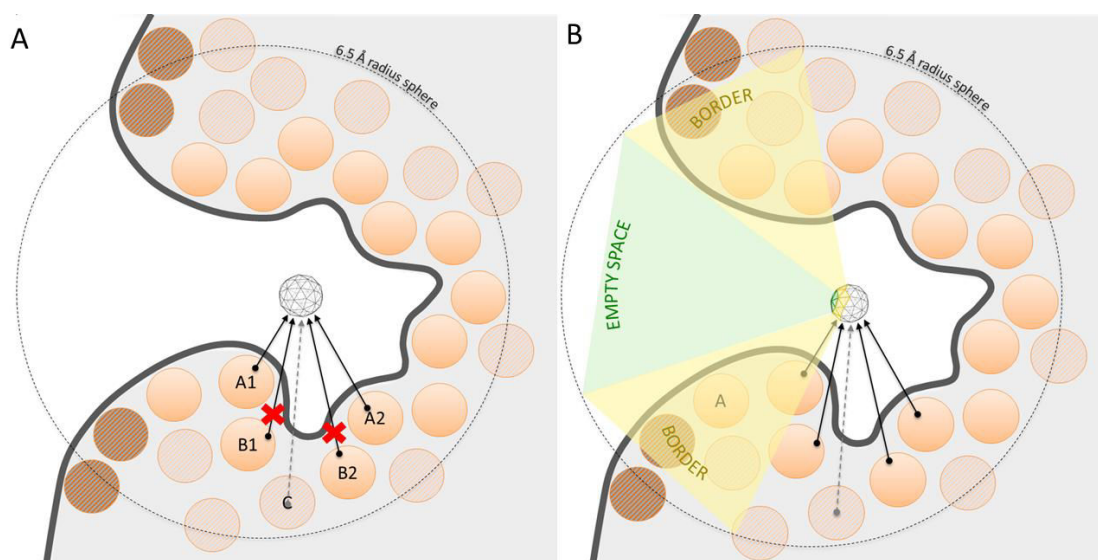 A
6.5 Å radius sphere
A1
A2
B1
B2
C
B
6.5 Å radius sphere
BORDER
EMPTY SPACE
A
BORDER